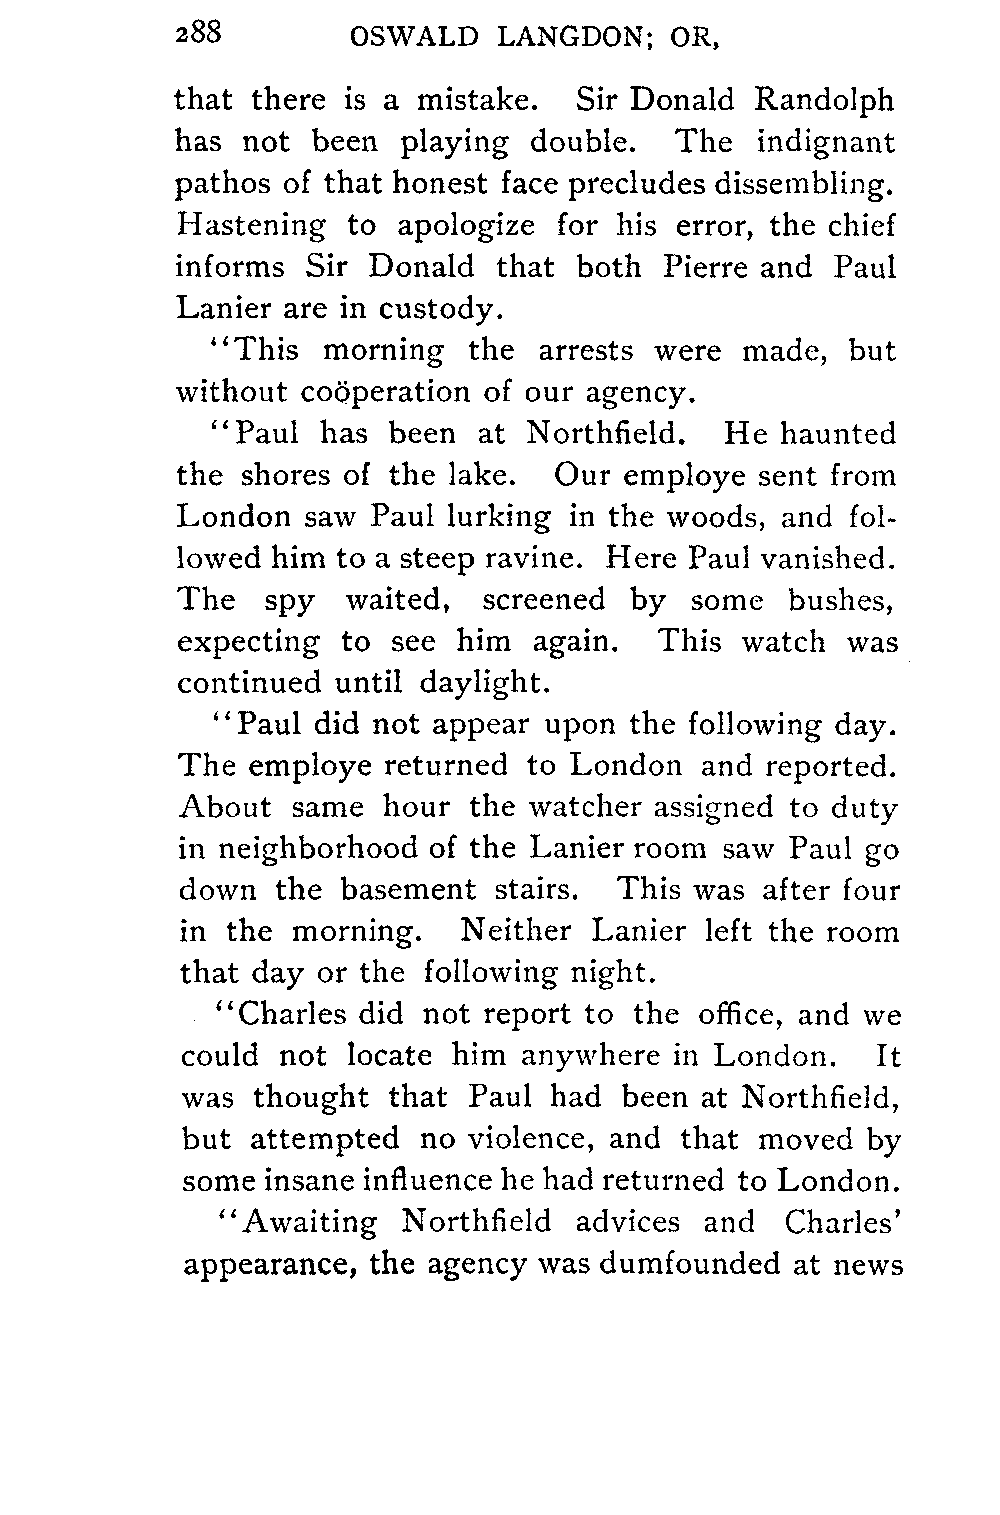 288 OSWALD LANGDON; OR,
that there is a mistake. Sir Donald Randolph
has not been playing double. The indignant
pathos of that honest face precludes dissembling.
Hastening to apologize for his error, the chief
informs Sir Donald that both Pierre and Paul
Lanier are in custody.
"This morning the arrests were made, but
without coöperation of our agency.
"Paul has been at Northfield. He haunted
the shores of the lake. Our employe sent from
London saw Paul lurking in the woods, and fol-
lowed him to a steep ravine. Here Paul vanished.
The spy waited, screened by some bushes,
expecting to see him again. This watch was
continued until daylight.
"Paul did not appear upon the following day.
The employe returned to London and reported.
About same hour the watcher assigned to duty
in neighborhood of the Lanier room saw Paul go
down the basement stairs. This was after four
in the morning. Neither Lanier left the room
that day or the following night.
"Charles did not report to the office, and we
could not locate him anywhere in London. It
was thought that Paul had been at Northfield,
but attempted no violence, and that moved by
some insane influence he had returned to London.
"Awaiting Northfield advices and Charles'
appearance, the agency was dumfounded at news